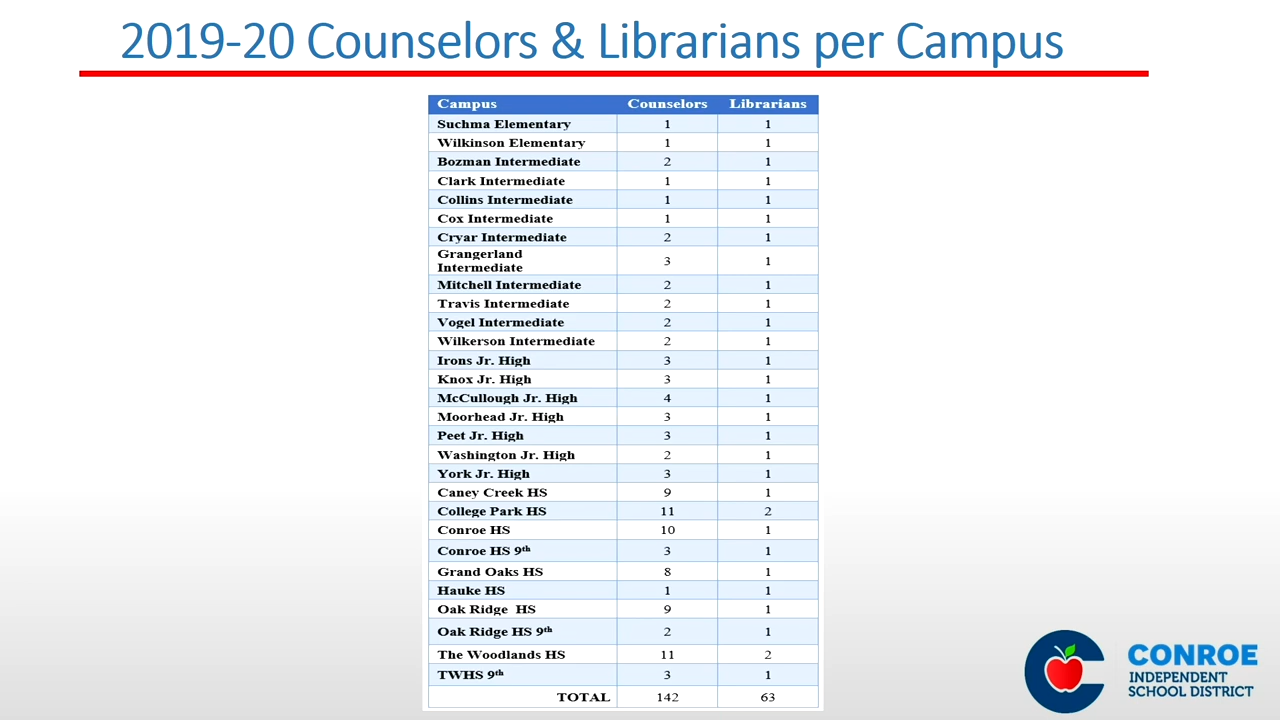 2019-20 Counselors & Librarians per Campus
Campus Counselors Librarians
Suchma Elementary 1 1
Wilkinson Elementary 1 1
Bozman Intermediate 2 1
Clark Intermediate 1 1
Collins Intermediate 1 1
Cox Intermediate 1 1
Cryar Intermediate 2 1
Grangerland
Intermediate 3 1
Mitchell Intermediate 2 1
Travis Intermediate 2 1
Vogel Intermediate 2 1
Wilkerson Intermediate 2 1
Irons Jr. High 3 1
Knox Jr. High 3 1
McCullough Jr. High 4 1
Moorhead Jr. High 3 1
Peet Jr. High 3 1
Washington Jr. High 2 1
York Jr. High 3 1
Caney Creek HS 9 1
College Park HS 11 2
Conroe HS 10 1
Conroe HS 9th 3 1
Grand Oaks HS 8 1
Hauke HS 1 1
Oak Ridge HS 9 1
Oak Ridge HS 9th 2 1
The Woodlands HS 11 2
TWHS 9th 3 1
TOTAL 142 63
CONROE
INDEPENDENT
SCHOOL DISTRICT